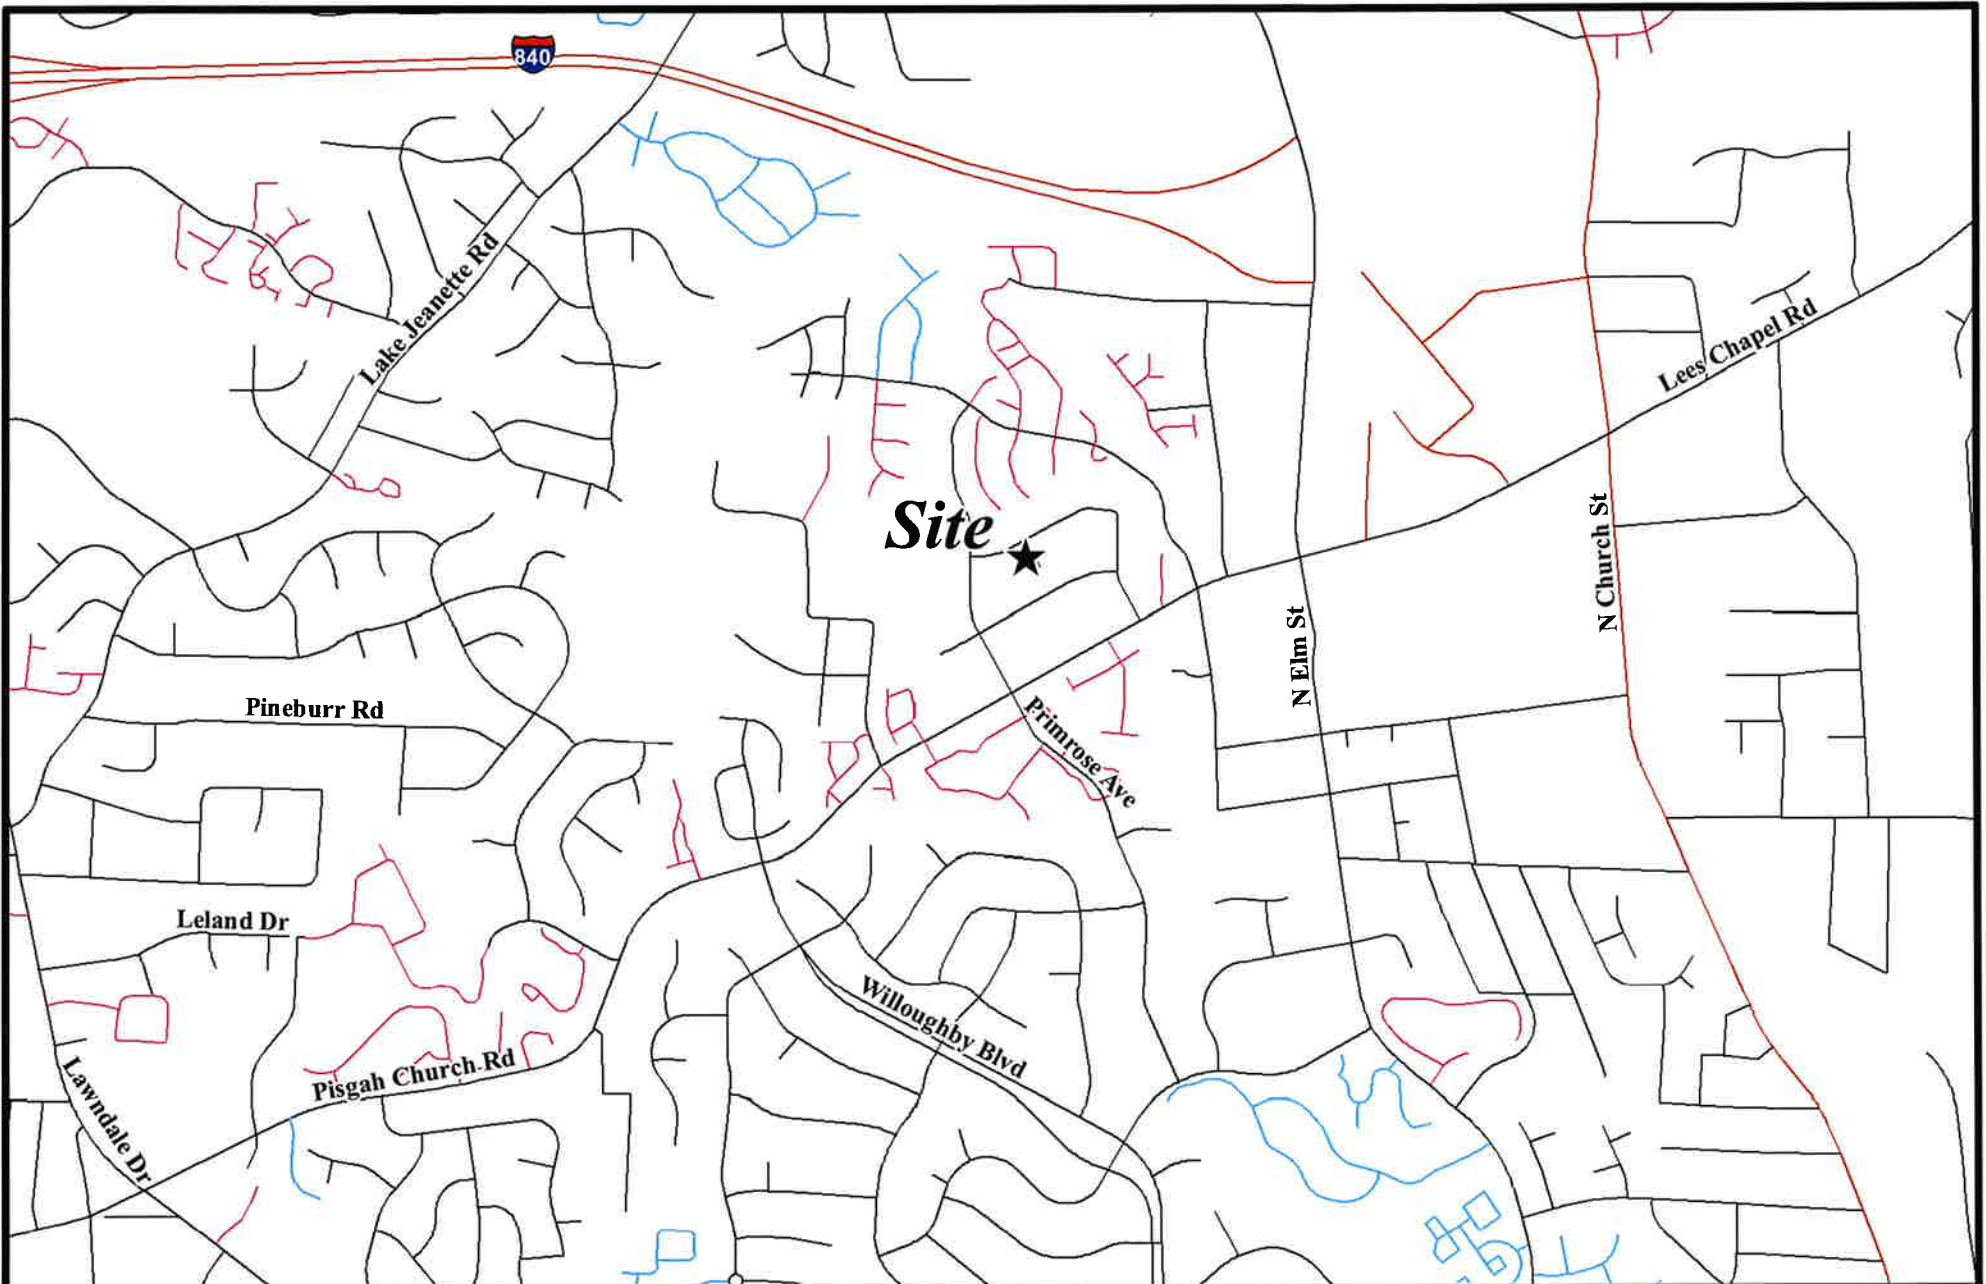 840
Lake Jeanette Rd
Lees Chapel Rd
Site
N Church St
N Elm St
Pineburr Rd
Primrose Ave
Leland Dr
Willoughby Blvd
Pisgah Church Rd
Lawndale Dr